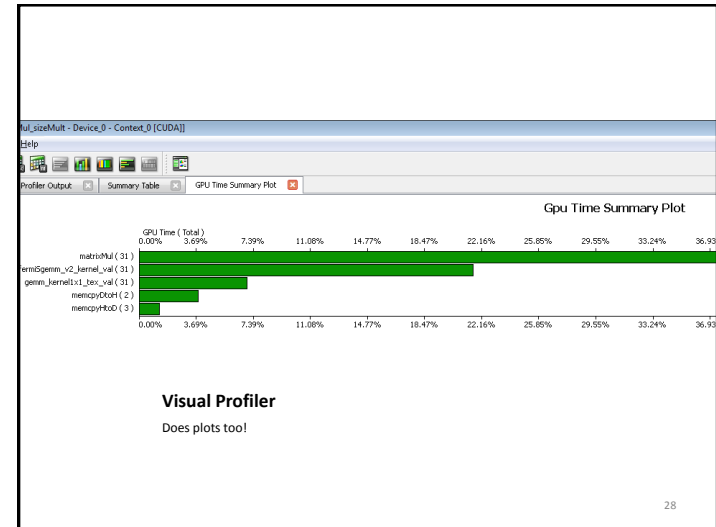 Mul_sizeMult - Device_0 - Context_0 [CUDA]]
Help
Profiler Output Summary Table GPU Time Summary Plot
Gpu Time Summary Plot
GPU Time ( Total )
0.00% 3.69% 7.39% 11.08% 14.77% 18.47% 22.16% 25.85% 29.55% 33.24% 36.93
matrixMul ( 31 )
fermiSgemm_v2_kernel_val ( 31 )
gemm_kernel1x1_tex_val ( 31 )
memcpyDtoH ( 2 )
memcpyHtoD ( 3 )
0.00% 3.69% 7.39% 11.08% 14.77% 18.47% 22.16% 25.85% 29.55% 33.24% 36.93
Visual Profiler
Does plots too!
28